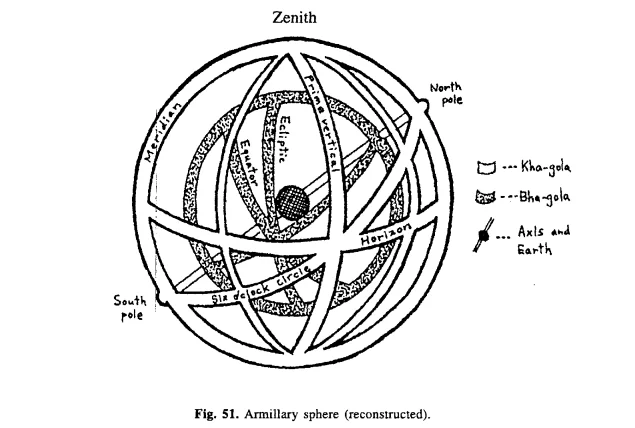 Zenith
North
pole
Meridian
Prime vertical
Ecliptic
Equator
Kha-gola
Bha-gola
Horizon
Axis and
Earth
Six o'clock circle
South
pole
Fig. 51. Armillary sphere (reconstructed).